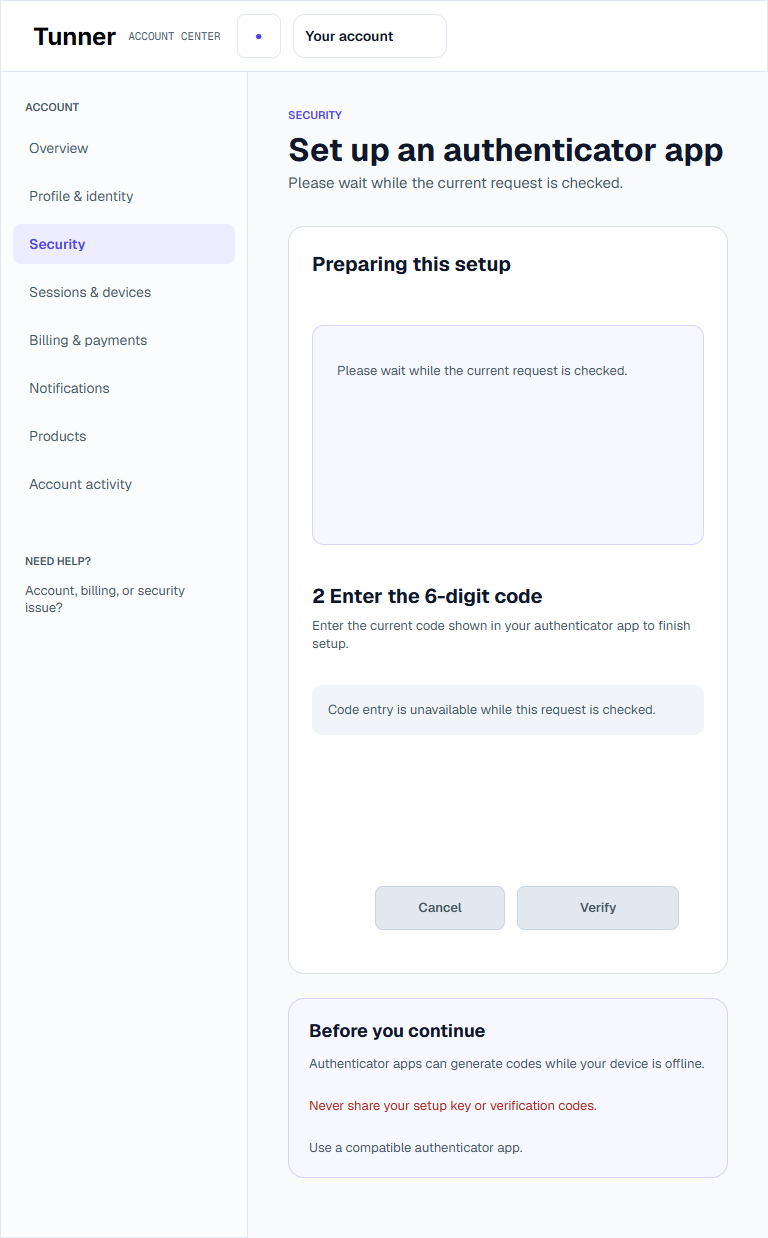 Tunner ACCOUNT CENTER
Your account
ACCOUNT
Overview
Profile & identity
Security
Sessions & devices
Billing & payments
Notifications
Products
Account activity
NEED HELP?
Account, billing, or security
issue?
SECURITY
Set up an authenticator app
Please wait while the current request is checked.
Preparing this setup
Please wait while the current request is checked.
2 Enter the 6-digit code
Enter the current code shown in your authenticator app to finish
setup.
Code entry is unavailable while this request is checked.
Cancel
Verify
Before you continue
Authenticator apps can generate codes while your device is offline.
Never share your setup key or verification codes.
Use a compatible authenticator app.